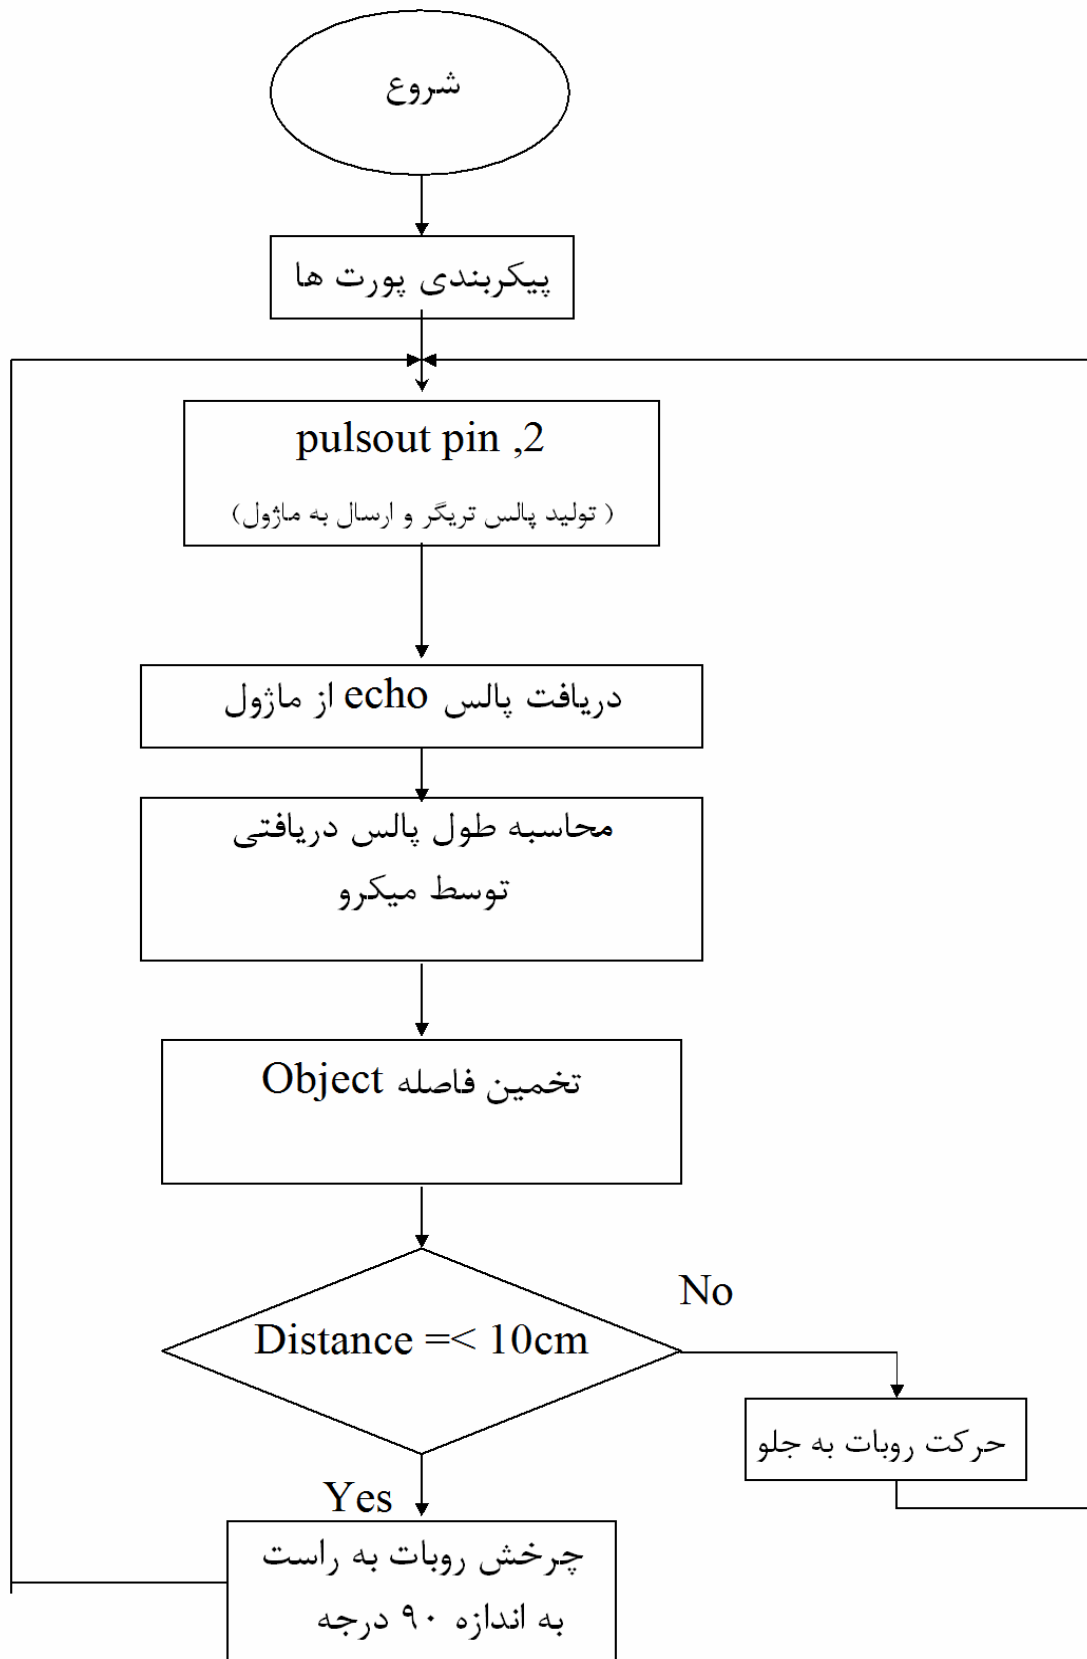 شروع
پیکربندی پورت ها
pulsout pin ,2
( تولید پالس تریگر و ارسال به ماژول)
دریافت پالس echo از ماژول
محاسبه طول پالس دریافتی
توسط میکرو
تخمین فاصله Object
Distance =< 10cm
No
حرکت روبات به جلو
Yes
چرخش روبات به راست
به اندازه ۹۰ درجه